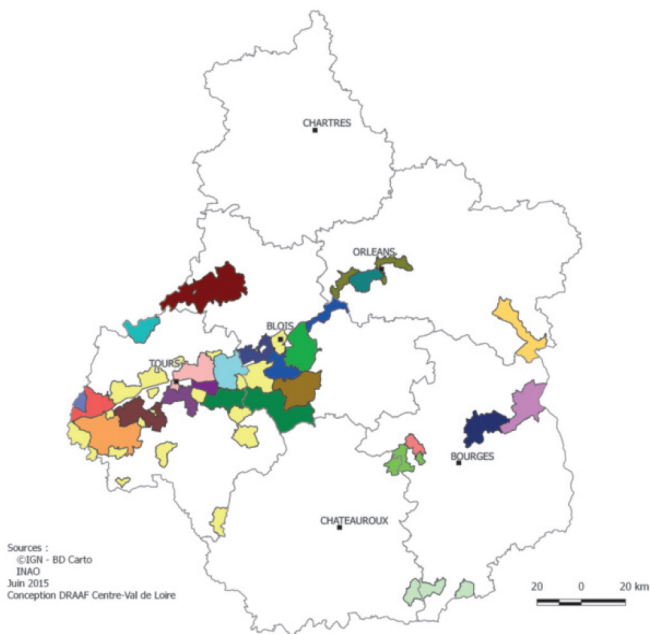 CHARTRES
ORLEANS
BLOIS
TOURS
BOURGES
CHATEAUROUX
Sources :
©IGN - BD Carto
INAO
Juin 2015
Conception DRAAF Centre-Val de Loire
20 0 20 km